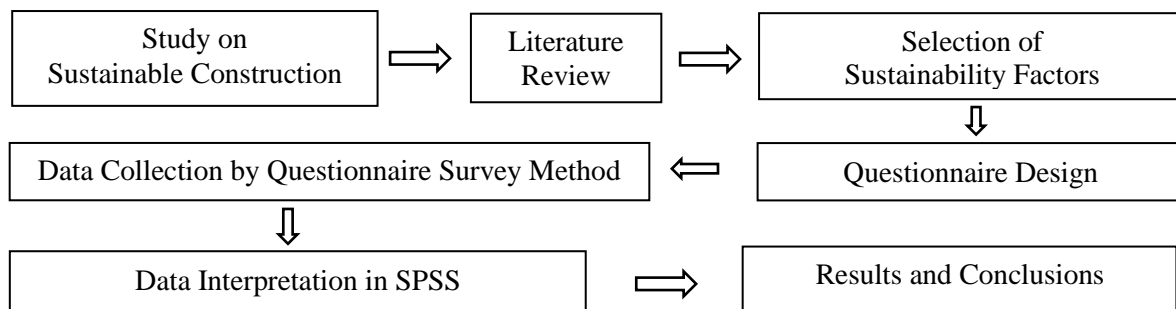 Study on
Sustainable Construction
Literature
Review
Selection of
Sustainability Factors
Data Collection by Questionnaire Survey Method
Questionnaire Design
Data Interpretation in SPSS
Results and Conclusions